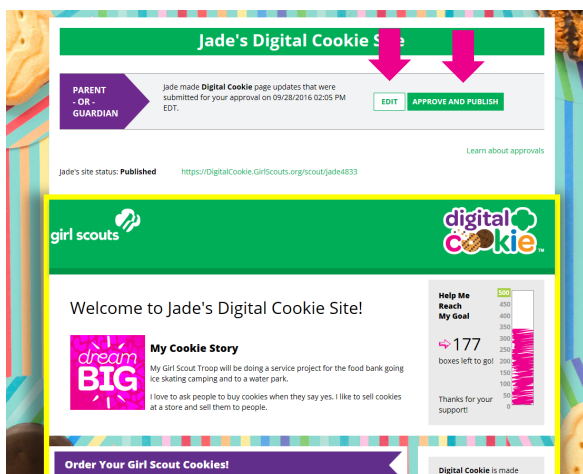 Jade's Digital Cookie Site
PARENT
- OR -
GUARDIAN
Jade made Digital Cookie page updates that were
submitted for your approval on 09/28/2016 02:05 PM
EDT.
EDIT
APPROVE AND PUBLISH
Learn about approvals
Jade's site status: Published
https://DigitalCookie.GirlScouts.org/scout/jade4833
girl scouts
digital
cookie
Welcome to Jade's Digital Cookie Site!
dream
BIG
My Cookie Story
My Girl Scout Troop will be doing a service project for the food bank going
ice skating camping and to a water park.
I love to ask people to buy cookies when they say yes. I like to sell cookies
at a store and sell them to people.
Help Me
Reach
My Goal
177
boxes left to go!
Thanks for your
support!
500
450
400
350
300
250
200
150
100
50
0
Order Your Girl Scout Cookies!
Digital Cookie is made